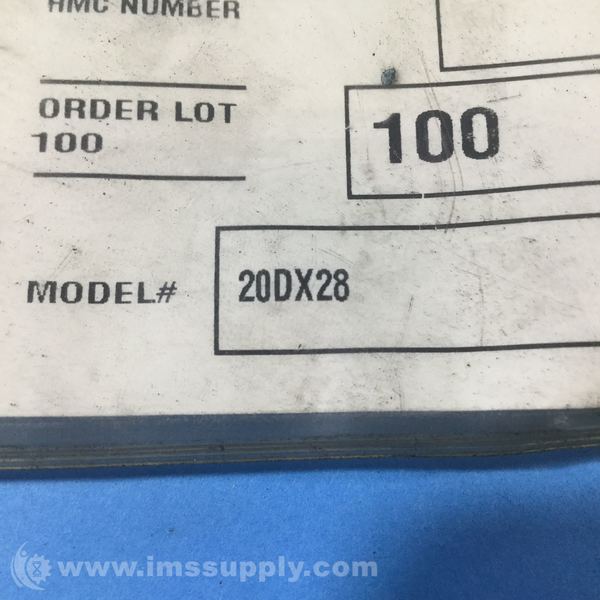 HMC NUMBER
ORDER LOT
100
100
MODEL#
20DX28
www.imssupply.com